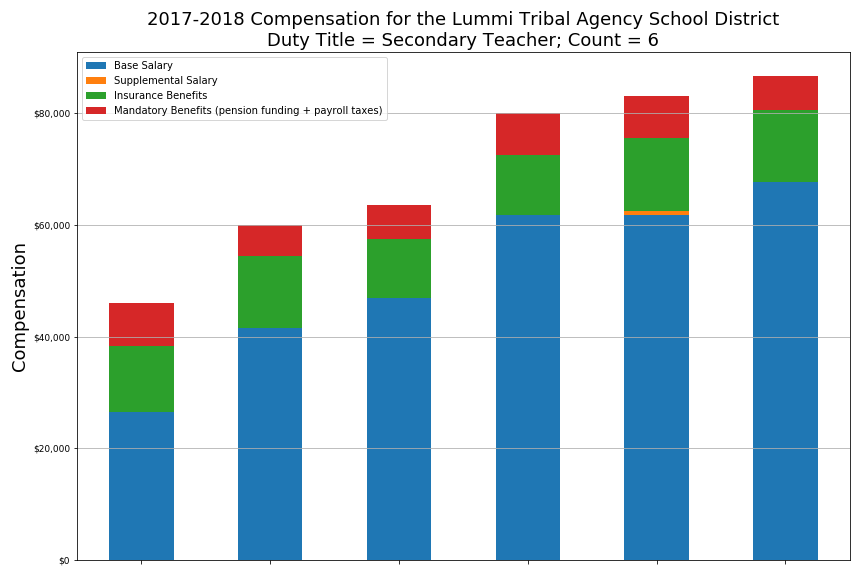 2017-2018 Compensation for the Lummi Tribal Agency School District
Duty Title = Secondary Teacher; Count = 6
Base Salary
Supplemental Salary
Insurance Benefits
Mandatory Benefits (pension funding + payroll taxes)
Compensation
$80,000
$60,000
$40,000
$20,000
$0